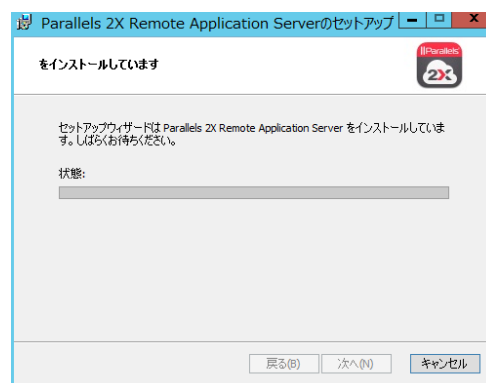 Parallels 2X Remote Application Serverのセットアップ
をインストールしています
||Parallels
2X
セットアップウィザードは Parallels 2X Remote Application Server をインストールしていま
す。しばらくお待ちください。
状態:
戻る(B) 次へ(N) キャンセル